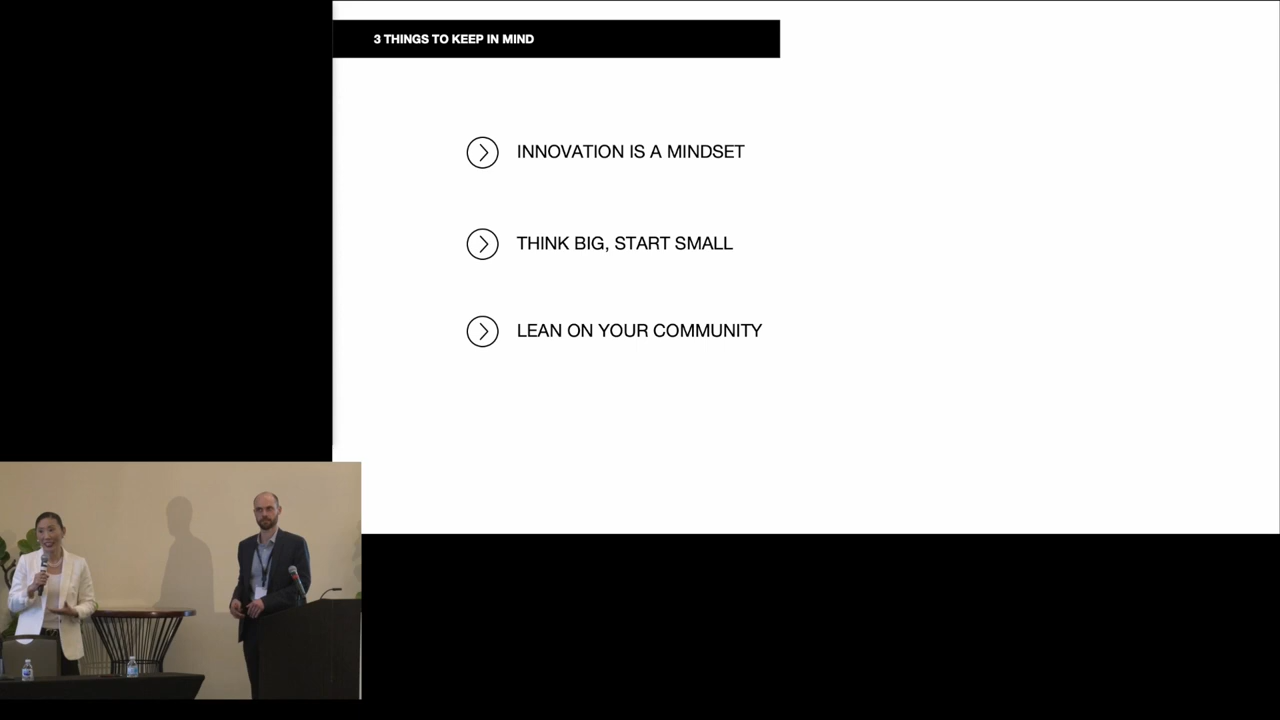 3 THINGS TO KEEP IN MIND
INNOVATION IS A MINDSET
THINK BIG, START SMALL
LEAN ON YOUR COMMUNITY